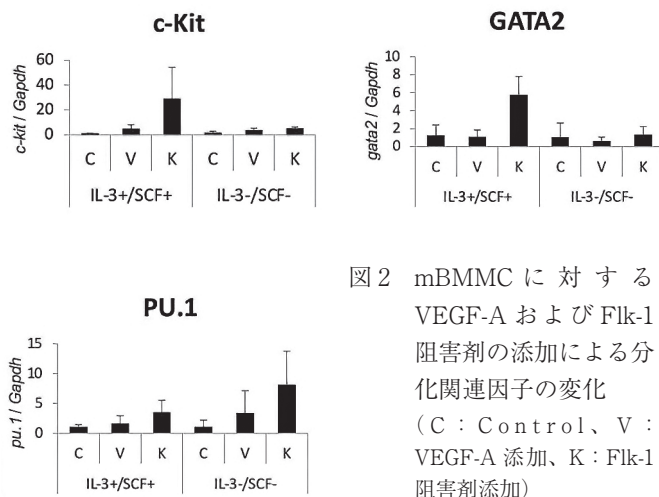 c-Kit
60
40
20
0
c-kit / Gapdh
C V K C V K
IL-3+/SCF+ IL-3-/SCF-
GATA2
10
8
6
4
2
0
gata2 / Gapdh
C V K C V K
IL-3+/SCF+ IL-3-/SCF-
PU.1
15
10
5
0
pu.1 / Gapdh
C V K C V K
IL-3+/SCF+ IL-3-/SCF-
図2 mBMMC に対する
VEGF-A および Flk-1
阻害剤の添加による分
化関連因子の変化
(C:Control、V:
VEGF-A 添加、K:Flk-1
阻害剤添加)